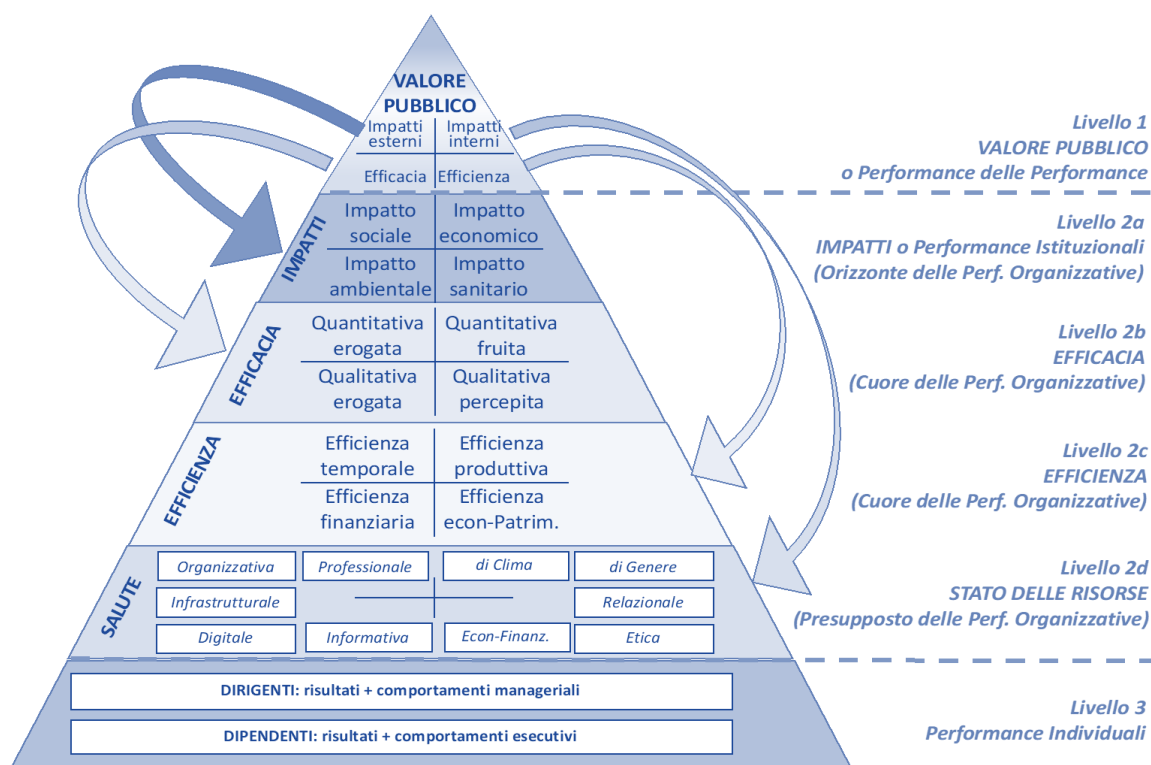 VALORE
PUBBLICO
Impatti
esterni
Impatti
interni
Efficacia
Efficienza
Livello 1
VALORE PUBBLICO
o Performance delle Performance
IMPATTI
Impatto
sociale
Impatto
economico
Impatto
ambientale
Impatto
sanitario
Livello 2a
IMPATTI o Performance Istituzionali
(Orizzonte delle Perf. Organizzative)
EFFICACIA
Quantitativa
erogata
Quantitativa
fruita
Qualitativa
erogata
Qualitativa
percepita
Livello 2b
EFFICACIA
(Cuore delle Perf. Organizzative)
EFFICIENZA
Efficienza
temporale
Efficienza
produttiva
Efficienza
finanziaria
Efficienza
econ-Patrim.
Livello 2c
EFFICIENZA
(Cuore delle Perf. Organizzative)
SALUTE
Organizzativa
Professionale
di Clima
di Genere
Infrastrutturale
Relazionale
Digitale
Informativa
Econ-Finanz.
Etica
Livello 2d
STATO DELLE RISORSE
(Presupposto delle Perf. Organizzative)
DIRIGENTI: risultati + comportamenti manageriali
DIPENDENTI: risultati + comportamenti esecutivi
Livello 3
Performance Individuali